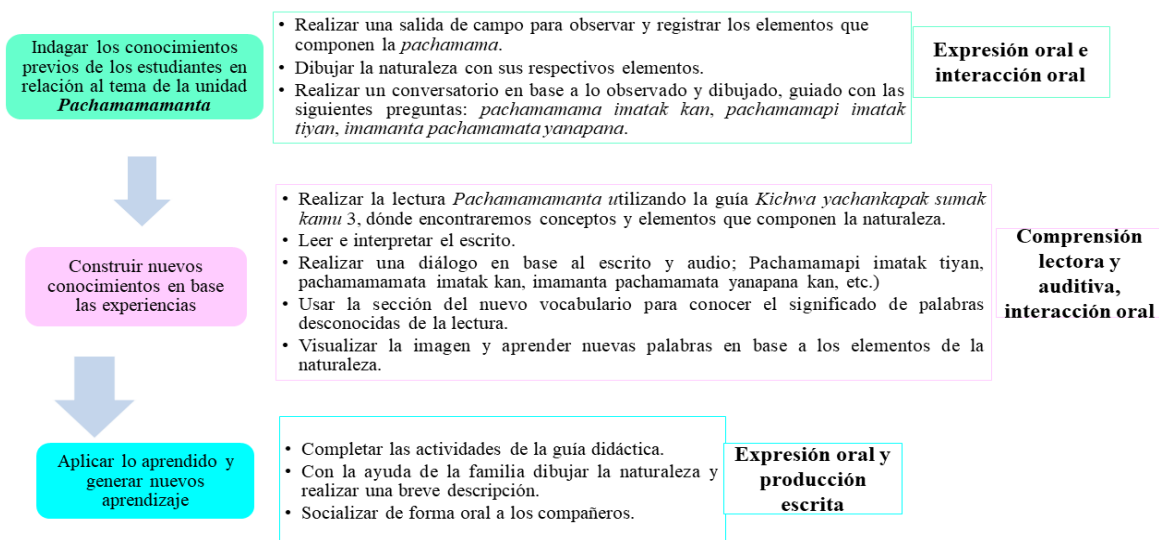 Indagar los conocimientos
previos de los estudiantes en
relación al tema de la unidad
Pachamamamanta
• Realizar una salida de campo para observar y registrar los elementos que
componen la pachamama.
• Dibujar la naturaleza con sus respectivos elementos.
• Realizar un conversatorio en base a lo observado y dibujado, guiado con las
siguientes preguntas: pachamamama imatak kan, pachamamapi imatak
tiyan, imamanta pachamamata yanapana.
Expresión oral e
interacción oral
Construir nuevos
conocimientos en base
las experiencias
• Realizar la lectura Pachamamamanta utilizando la guía Kichwa yachankapak sumak
kamu 3, dónde encontraremos conceptos y elementos que componen la naturaleza.
• Leer e interpretar el escrito.
• Realizar una diálogo en base al escrito y audio; Pachamamapi imatak tiyan,
pachamamamata imatak kan, imamanta pachamamata yanapana kan, etc.)
• Usar la sección del nuevo vocabulario para conocer el significado de palabras
desconocidas de la lectura.
• Visualizar la imagen y aprender nuevas palabras en base a los elementos de la
naturaleza.
Comprensión
lectora y
auditiva,
interacción oral
Aplicar lo aprendido y
generar nuevos
aprendizaje
• Completar las actividades de la guía didáctica.
• Con la ayuda de la familia dibujar la naturaleza y
realizar una breve descripción.
• Socializar de forma oral a los compañeros.
Expresión oral y
producción
escrita